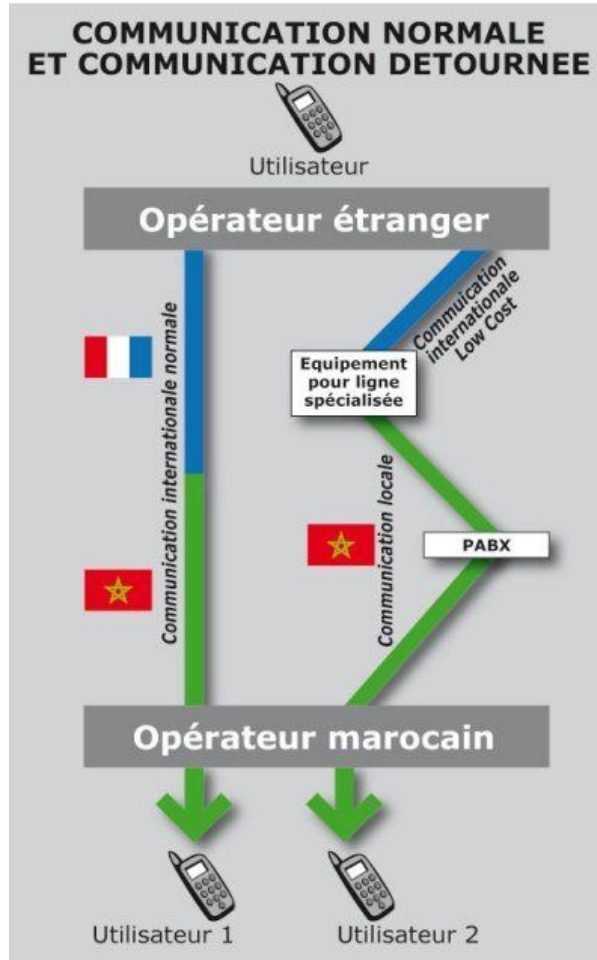 COMMUNICATION NORMALE
ET COMMUNICATION DETOURNEE
Utilisateur
Opérateur étranger
Communication internationale normale
Commuication
internationale
Low Cost
Equipement
pour ligne
spécialisée
Communication locale
PABX
Opérateur marocain
Utilisateur 1
Utilisateur 2